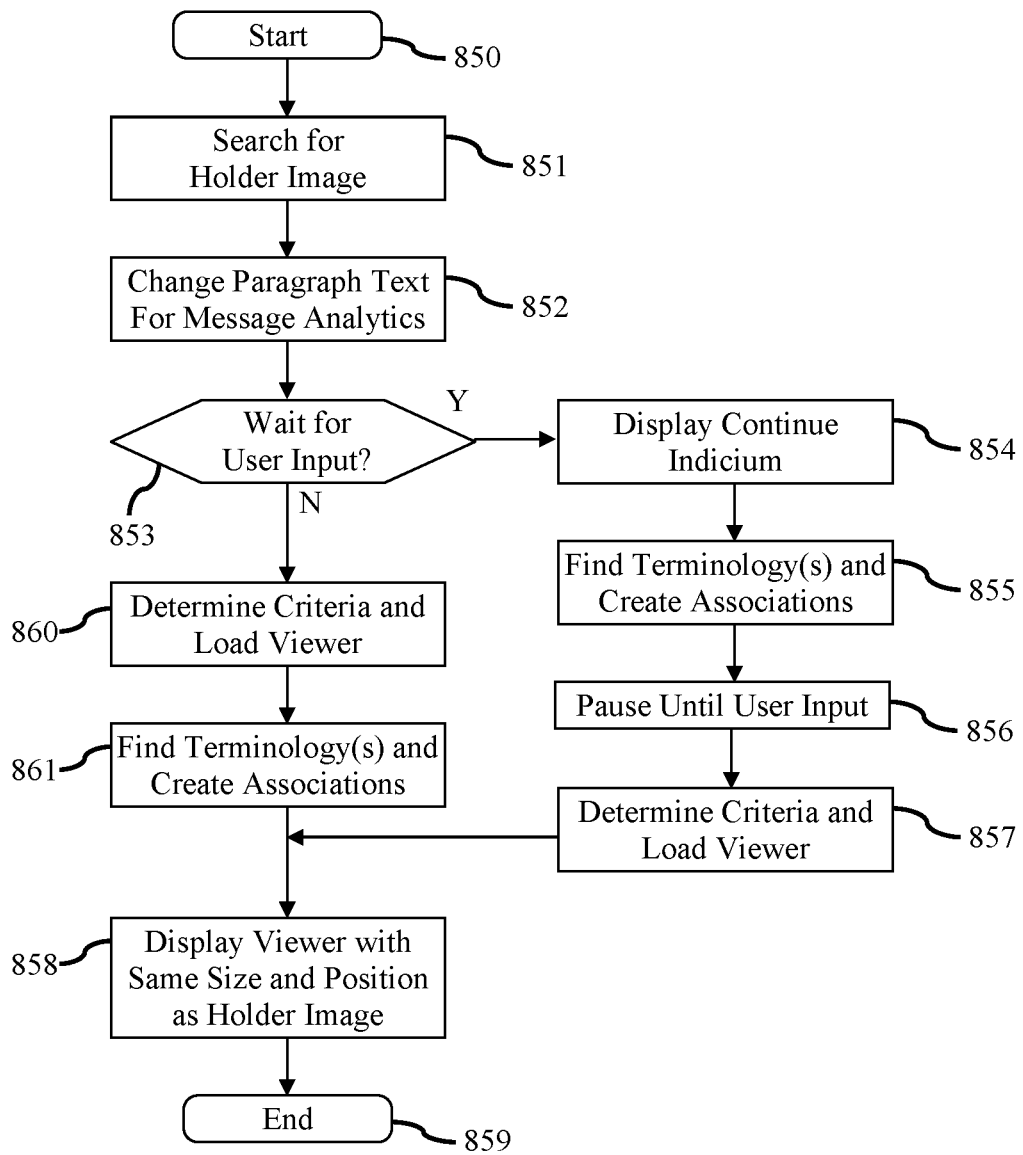 Start
850
Search for
Holder Image
851
Change Paragraph Text
For Message Analytics
852
Wait for
User Input?
853
Y
N
Display Continue
Indicium
854
Find Terminology(s) and
Create Associations
855
Pause Until User Input
856
Determine Criteria and
Load Viewer
857
860
Determine Criteria and
Load Viewer
861
Find Terminology(s) and
Create Associations
858
Display Viewer with
Same Size and Position
as Holder Image
End
859